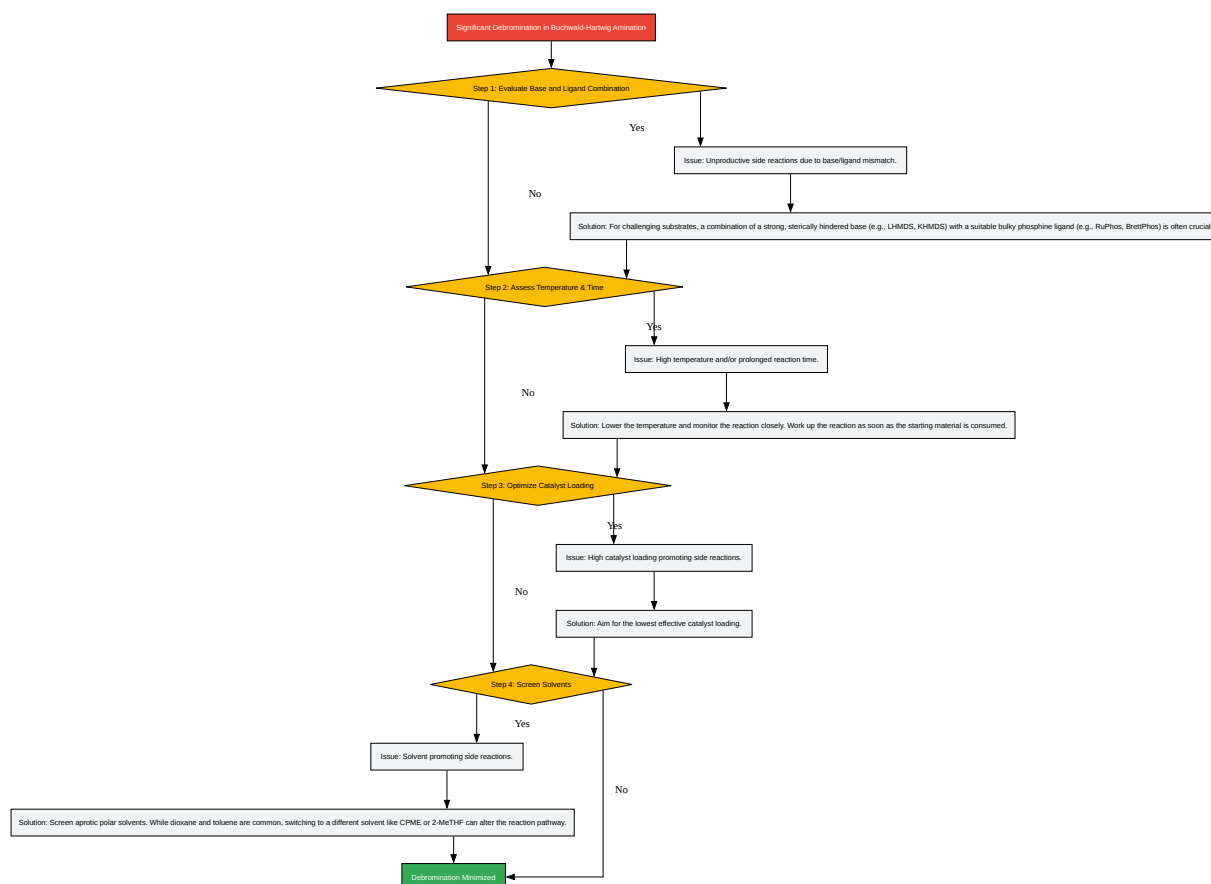 Significant Debromination in Buchwald-Hartwig Amination
Step 1: Evaluate Base and Ligand Combination
Yes
Issue: Unproductive side reactions due to base/ligand mismatch.
No
Solution: For challenging substrates, a combination of a strong, sterically hindered base (e.g., LHMDS, KHMDS) with a suitable bulky phosphine ligand (e.g., RuPhos, BrettPhos) is often crucial
Step 2: Assess Temperature & Time
Yes
Issue: High temperature and/or prolonged reaction time.
No
Solution: Lower the temperature and monitor the reaction closely. Work up the reaction as soon as the starting material is consumed.
Step 3: Optimize Catalyst Loading
Yes
Issue: High catalyst loading promoting side reactions.
No
Solution: Aim for the lowest effective catalyst loading.
Step 4: Screen Solvents
Yes
Issue: Solvent promoting side reactions.
No
Solution: Screen aprotic polar solvents. While dioxane and toluene are common, switching to a different solvent like CPME or 2-MeTHF can alter the reaction pathway.
Debromination Minimized